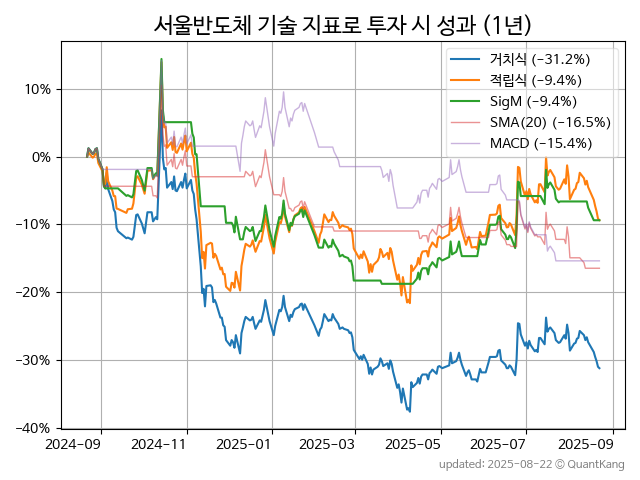 서울반도체 기술 지표로 투자 시 성과 (1년)
거치식 (−31.2%)
적립식 (−9.4%)
SigM (−9.4%)
SMA(20) (−16.5%)
MACD (−15.4%)
10%
0%
−10%
−20%
−30%
−40%
2024-09
2024-11
2025-01
2025-03
2025-05
2025-07
2025-09
updated: 2025-08-22 © QuantKang